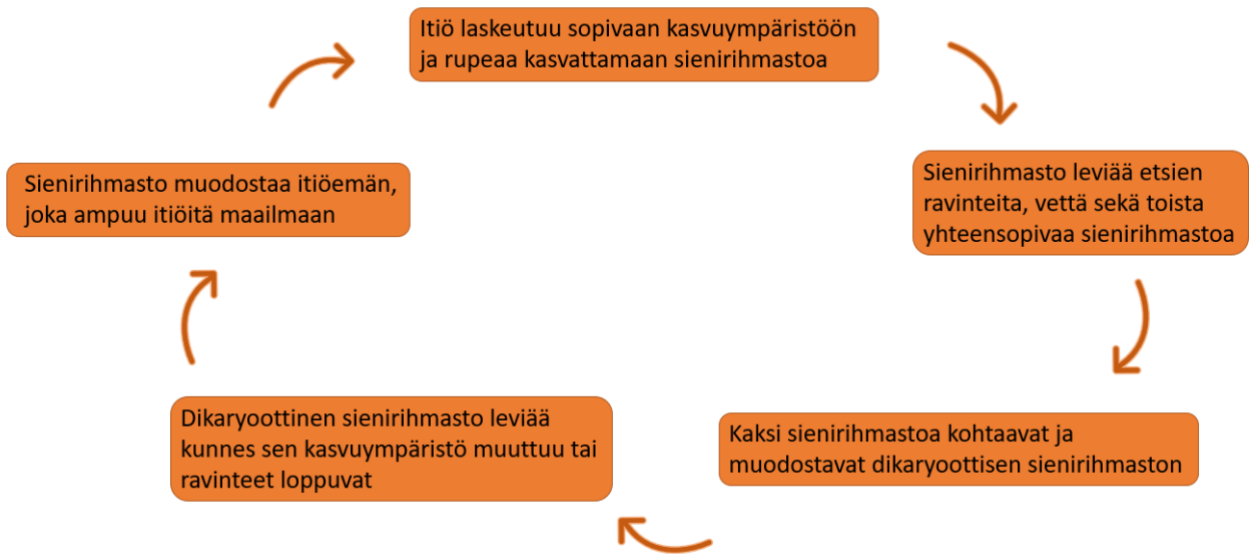 Itiö laskeutuu sopivaan kasvuympäristöön
ja rupeaa kasvattamaan sienirihmastoa
Sienirihmasto leviää etsien
ravinteita, vettä sekä toista
yhteensopivaa sienirihmastoa
Kaksi sienirihmastoa kohtaavat ja
muodostavat dikaryoottisen sienirihmaston
Dikaryoottinen sienirihmasto leviää
kunnes sen kasvuympäristö muuttuu tai
ravinteet loppuvat
Sienirihmasto muodostaa itiöemän,
joka ampuu itiöitä maailmaan